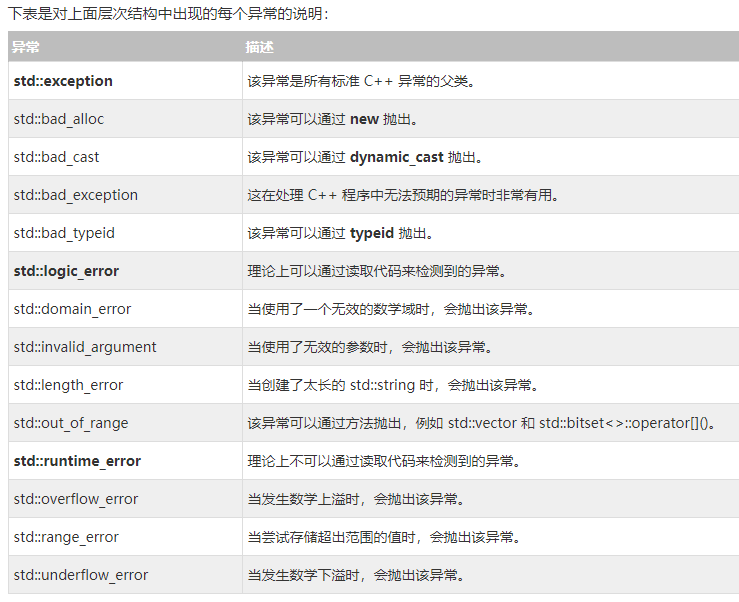 下表是对上面层次结构中出现的每个异常的说明：
异常 描述
std::exception 该异常是所有标准 C++ 异常的父类。
std::bad_alloc 该异常可以通过 new 抛出。
std::bad_cast 该异常可以通过 dynamic_cast 抛出。
std::bad_exception 这在处理 C++ 程序中无法预期的异常时非常有用。
std::bad_typeid 该异常可以通过 typeid 抛出。
std::logic_error 理论上可以通过读取代码来检测到的异常。
std::domain_error 当使用了一个无效的数学域时，会抛出该异常。
std::invalid_argument 当使用了无效的参数时，会抛出该异常。
std::length_error 当创建了太长的 std::string 时，会抛出该异常。
std::out_of_range 该异常可以通过方法抛出，例如 std::vector 和 std::bitset<>::operator[]()。
std::runtime_error 理论上不可以通过读取代码来检测到的异常。
std::overflow_error 当发生数学上溢时，会抛出该异常。
std::range_error 当尝试存储超出范围的值时，会抛出该异常。
std::underflow_error 当发生数学下溢时，会抛出该异常。